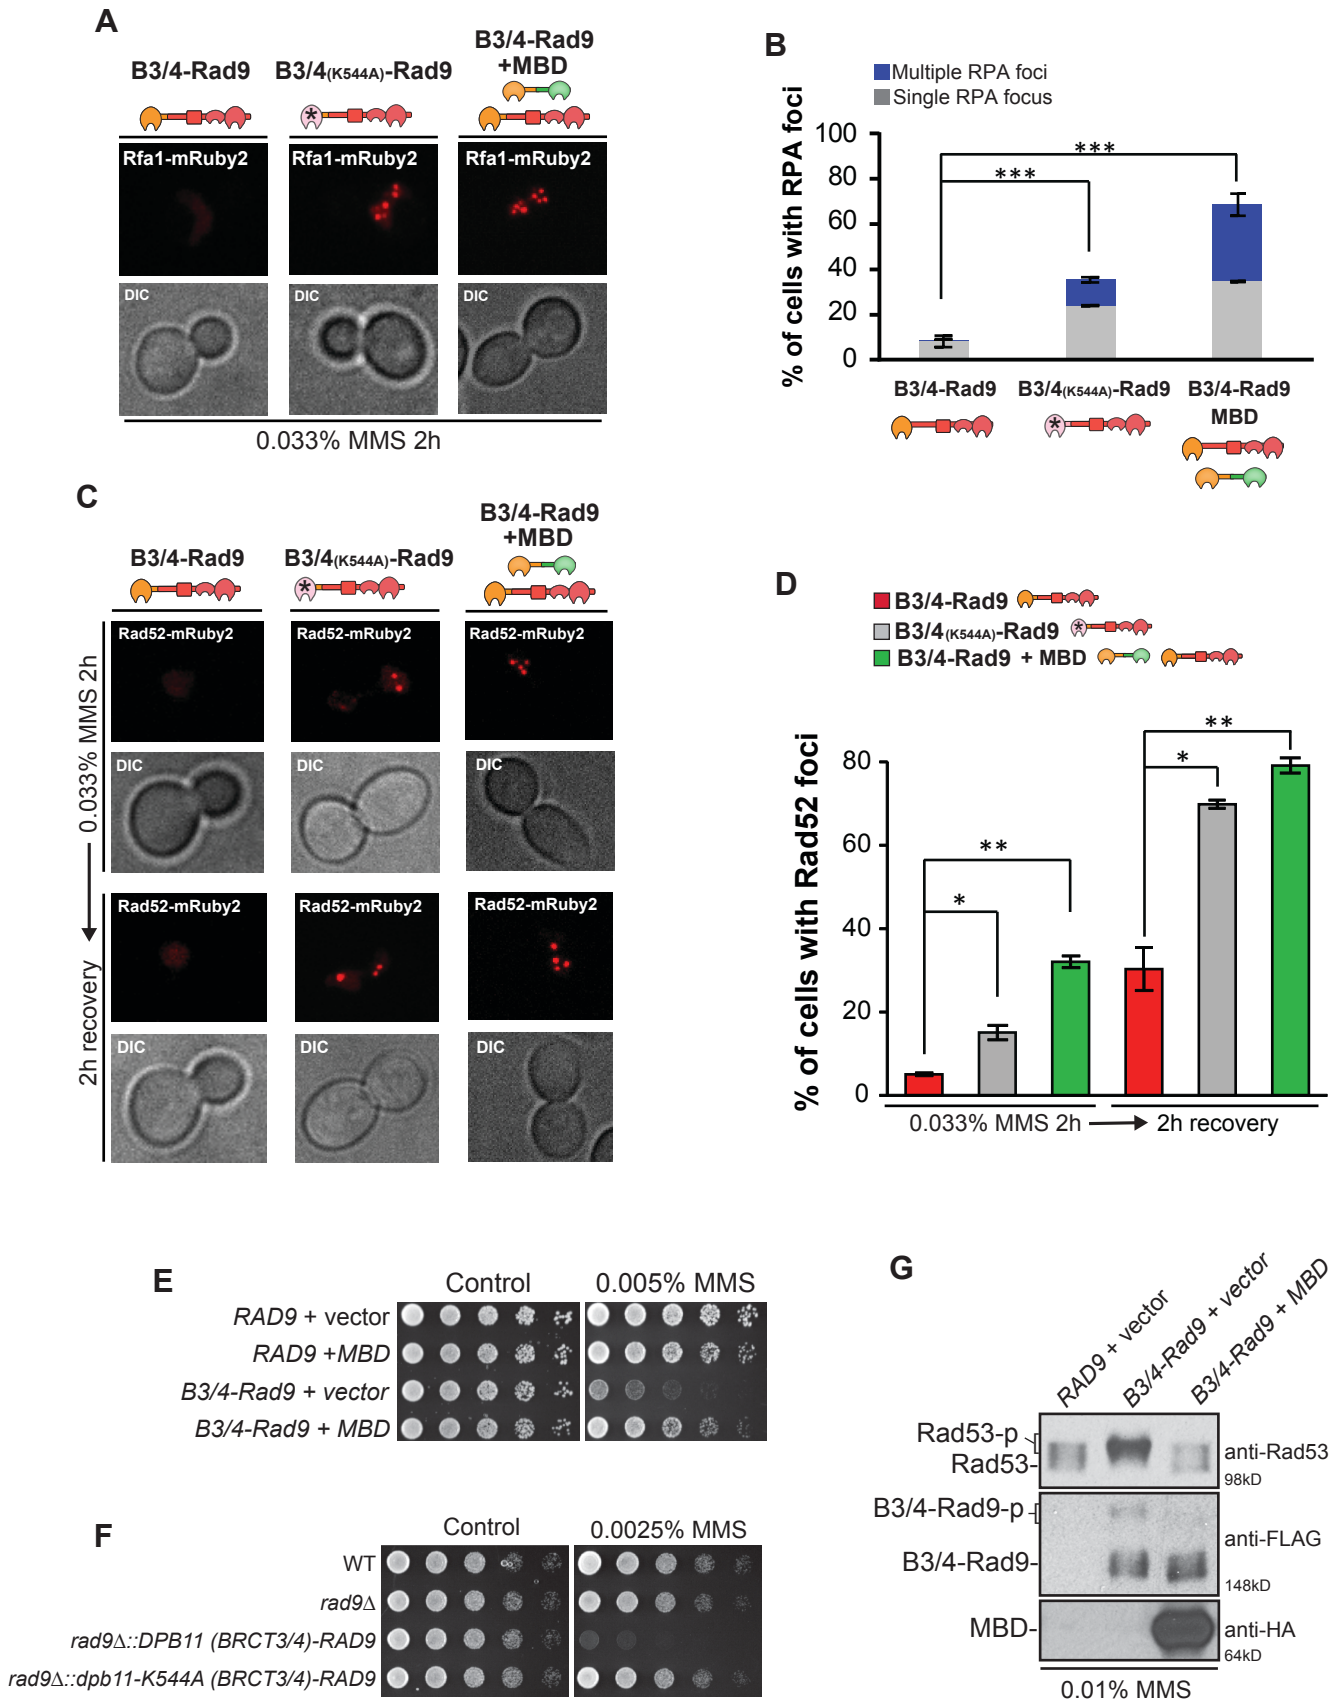 A
B3/4-Rad9
B3/4(K544A)-Rad9
B3/4-Rad9
+MBD
*
Rfa1-mRuby2
Rfa1-mRuby2
Rfa1-mRuby2
DIC
DIC
DIC
0.033% MMS 2h
B
Multiple RPA foci
Single RPA focus
% of cells with RPA foci
100
80
60
40
20
0
***
***
B3/4-Rad9
B3/4(K544A)-Rad9
B3/4-Rad9
MBD
*
C
B3/4-Rad9
B3/4(K544A)-Rad9
B3/4-Rad9
+MBD
*
0.033% MMS 2h
2h recovery
Rad52-mRuby2
Rad52-mRuby2
Rad52-mRuby2
DIC
DIC
DIC
Rad52-mRuby2
Rad52-mRuby2
Rad52-mRuby2
DIC
DIC
DIC
D
B3/4-Rad9
B3/4(K544A)-Rad9
*
B3/4-Rad9 + MBD
% of cells with Rad52 foci
80
60
40
20
0
*
**
*
**
0.033% MMS 2h
2h recovery
E
Control
0.005% MMS
RAD9 + vector
RAD9 +MBD
B3/4-Rad9 + vector
B3/4-Rad9 + MBD
F
Control
0.0025% MMS
WT
rad9Δ
rad9Δ::DPB11 (BRCT3/4)-RAD9
rad9Δ::dpb11-K544A (BRCT3/4)-RAD9
G
RAD9 + vector
B3/4-Rad9 + vector
B3/4-Rad9 + MBD
Rad53-p
Rad53-
anti-Rad53
98kD
B3/4-Rad9-p
B3/4-Rad9-
anti-FLAG
148kD
MBD-
anti-HA
64kD
0.01% MMS